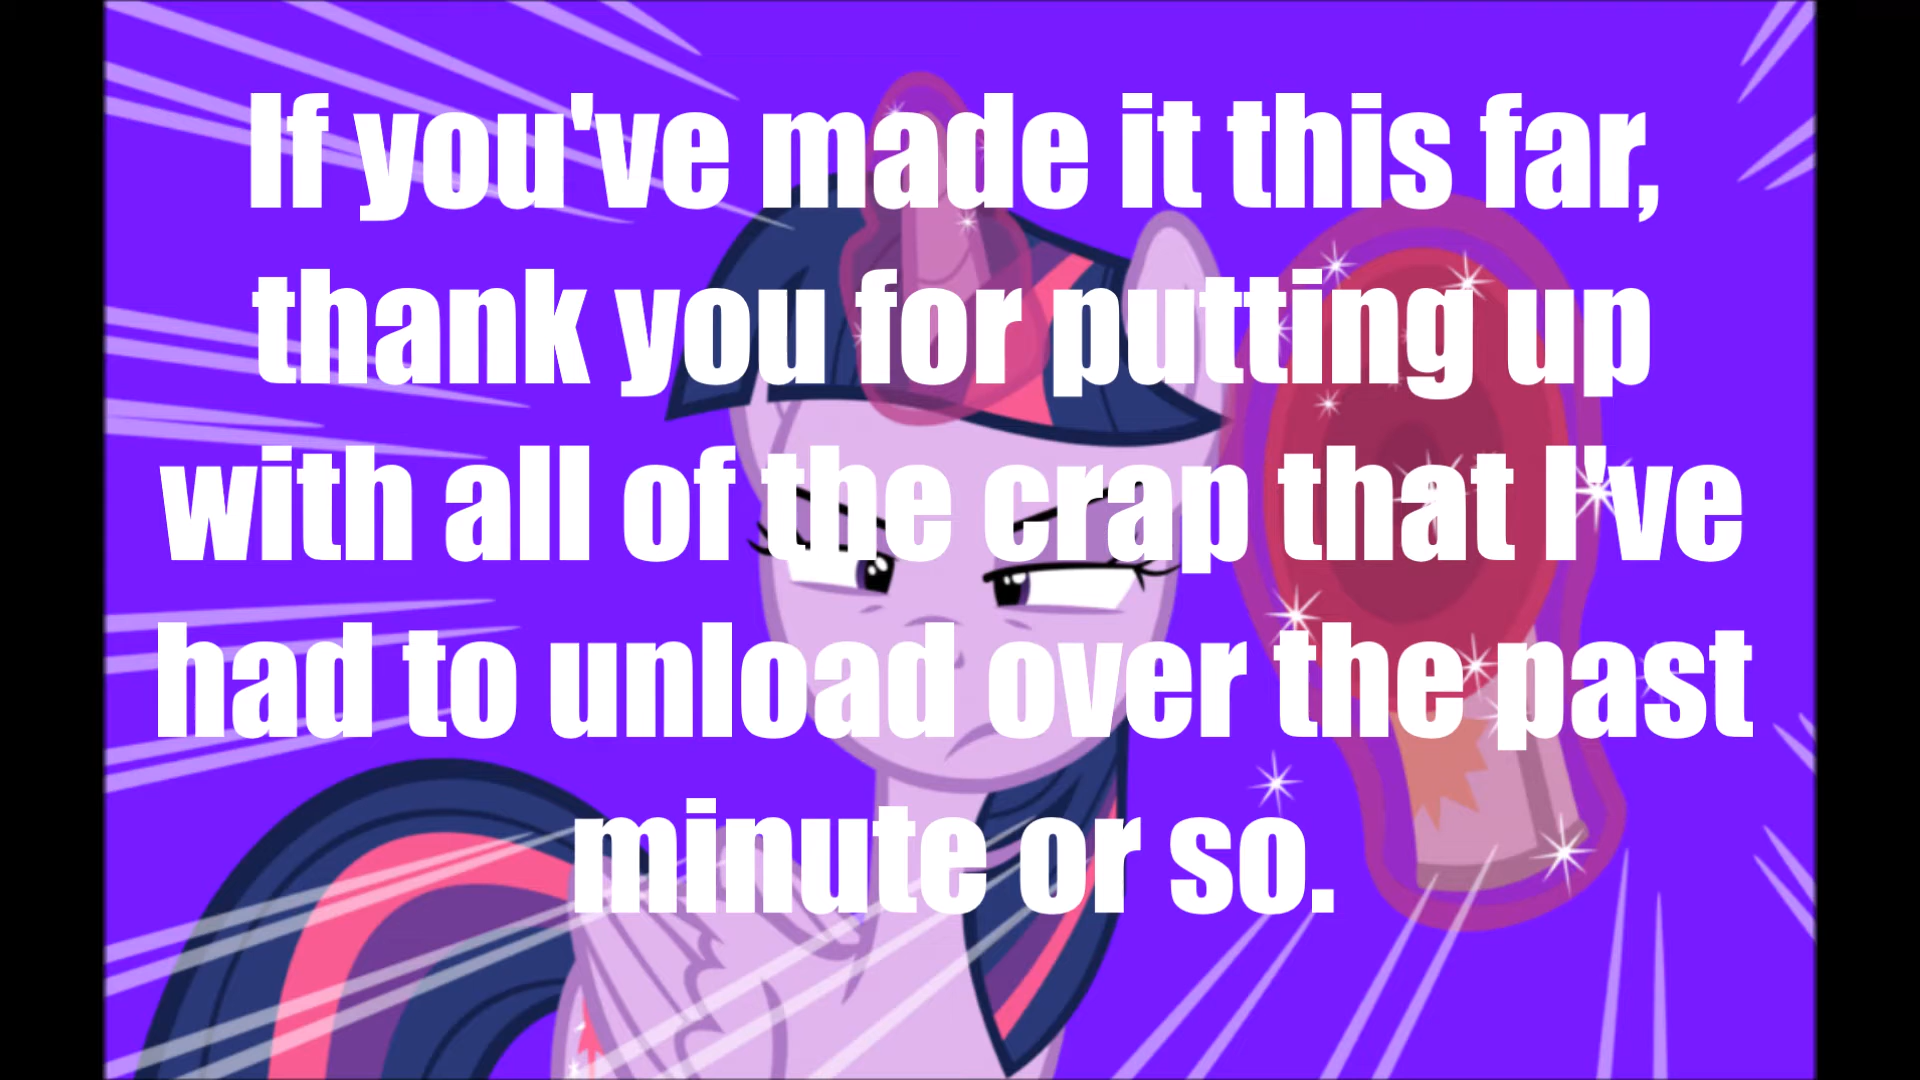 If you've made it this far,
thank you for putting up
with all of the crap that I've
had to unload over the past
minute or so.